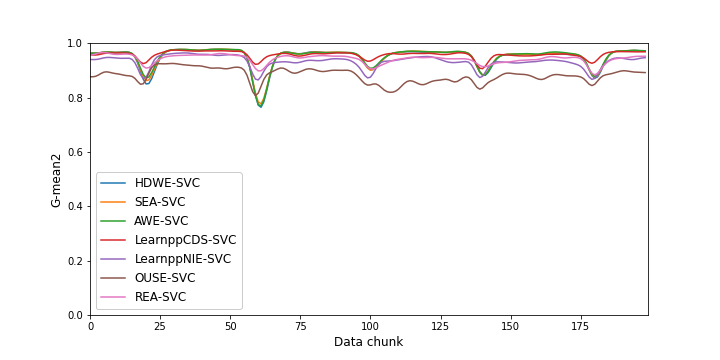 1.0
0.8
0.6
0.4
0.2
0.0
G-mean2
HDWE-SVC
SEA-SVC
AWE-SVC
LearnppCDS-SVC
LearnppNIE-SVC
OUSE-SVC
REA-SVC
0 25 50 75 100 125 150 175
Data chunk